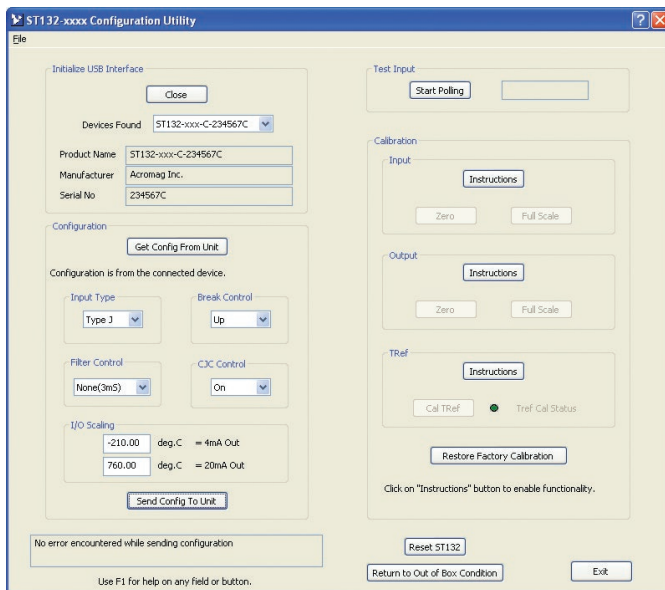 ST132-xxxx Configuration Utility
File
Initialize USB Interface
Close
Devices Found ST132-xxx-C-234567C
Product Name ST132-xxx-C-234567C
Manufacturer Acromag Inc.
Serial No 234567C
Configuration
Get Config From Unit
Configuration is from the connected device.
Input Type Break Control
Type J Up
Filter Control CJC Control
None(3mS) On
I/O Scaling
-210.00 deg.C = 4mA Out
760.00 deg.C = 20mA Out
Send Config To Unit
No error encountered while sending configuration
Use F1 for help on any field or button.
Test Input
Start Polling
Calibration
Input
Instructions
Zero Full Scale
Output
Instructions
Zero Full Scale
TRef
Instructions
Cal TRef Tref Cal Status
Restore Factory Calibration
Click on "Instructions" button to enable functionality.
Reset ST132
Return to Out of Box Condition
Exit